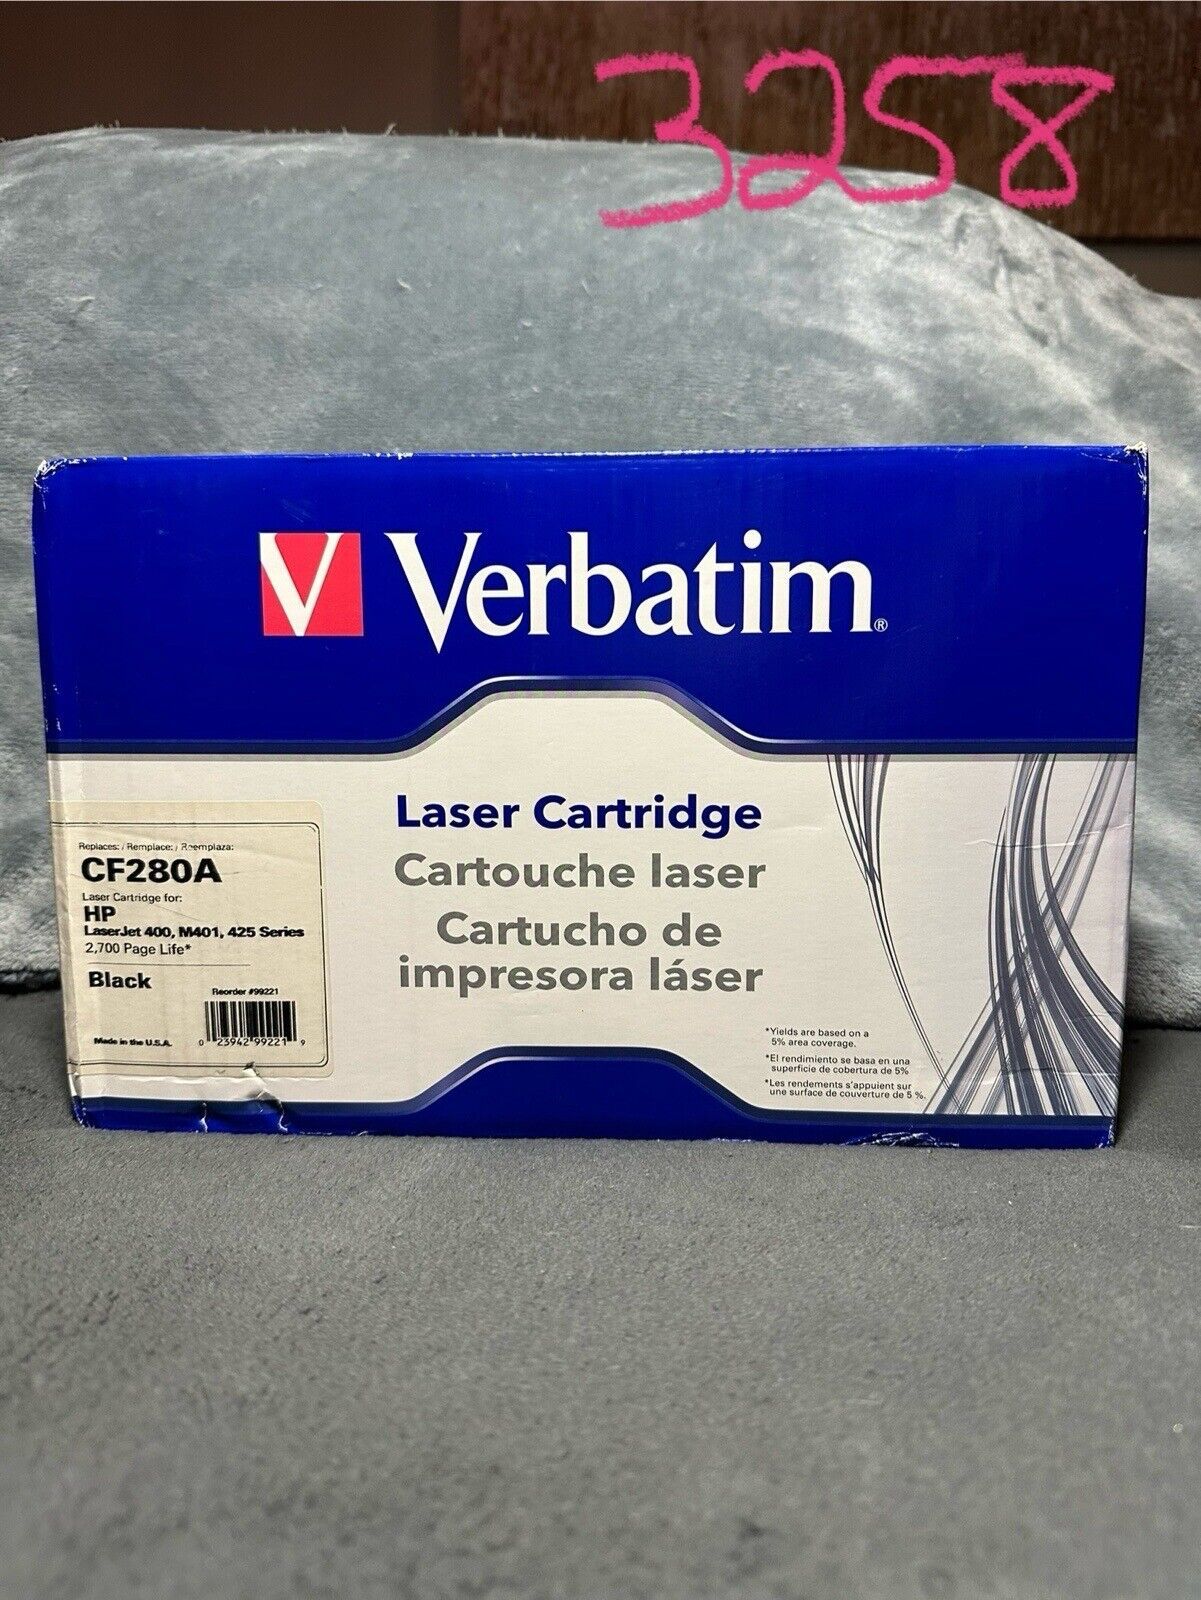 3258
V Verbatim®
Laser Cartridge
Cartouche laser
Cartucho de
impresora láser
Replaces: / Remplace: / Reemplaza:
CF280A
Laser Cartridge for:
HP
LaserJet 400, M401, 425 Series
2,700 Page Life*
Black
Reorder #99221
Made in the U.S.A.
0 23942 99221 9
*Yields are based on a
5% area coverage.
*El rendimiento se basa en una
superficie de cobertura de 5%
*Les rendements s'appuient sur
une surface de couverture de 5 %.